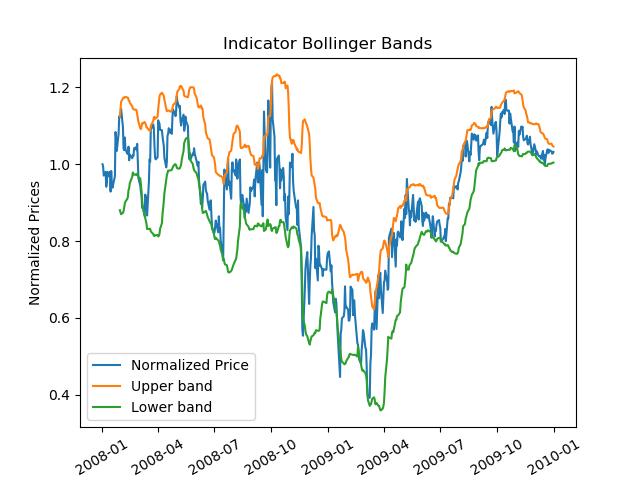 Indicator Bollinger Bands
Normalized Prices
1.2
1.0
0.8
0.6
0.4
Normalized Price
Upper band
Lower band
2008-01
2008-04
2008-07
2008-10
2009-01
2009-04
2009-07
2009-10
2010-01